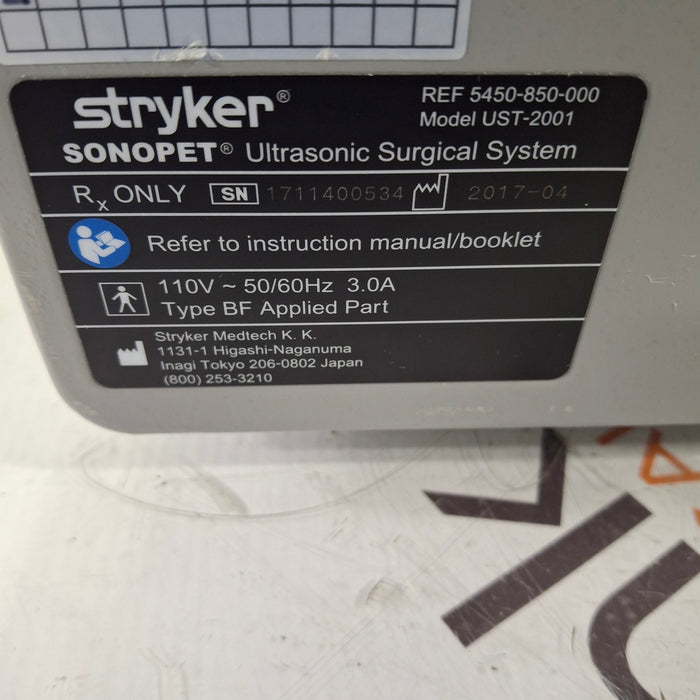 stryker®
REF 5450-850-000
Model UST-2001
SONOPET® Ultrasonic Surgical System
Rx ONLY SN 1711400534 2017-04
Refer to instruction manual/booklet
110V ~ 50/60Hz 3.0A
Type BF Applied Part
Stryker Medtech K. K.
1131-1 Higashi-Naganuma
Inagi Tokyo 206-0802 Japan
(800) 253-3210